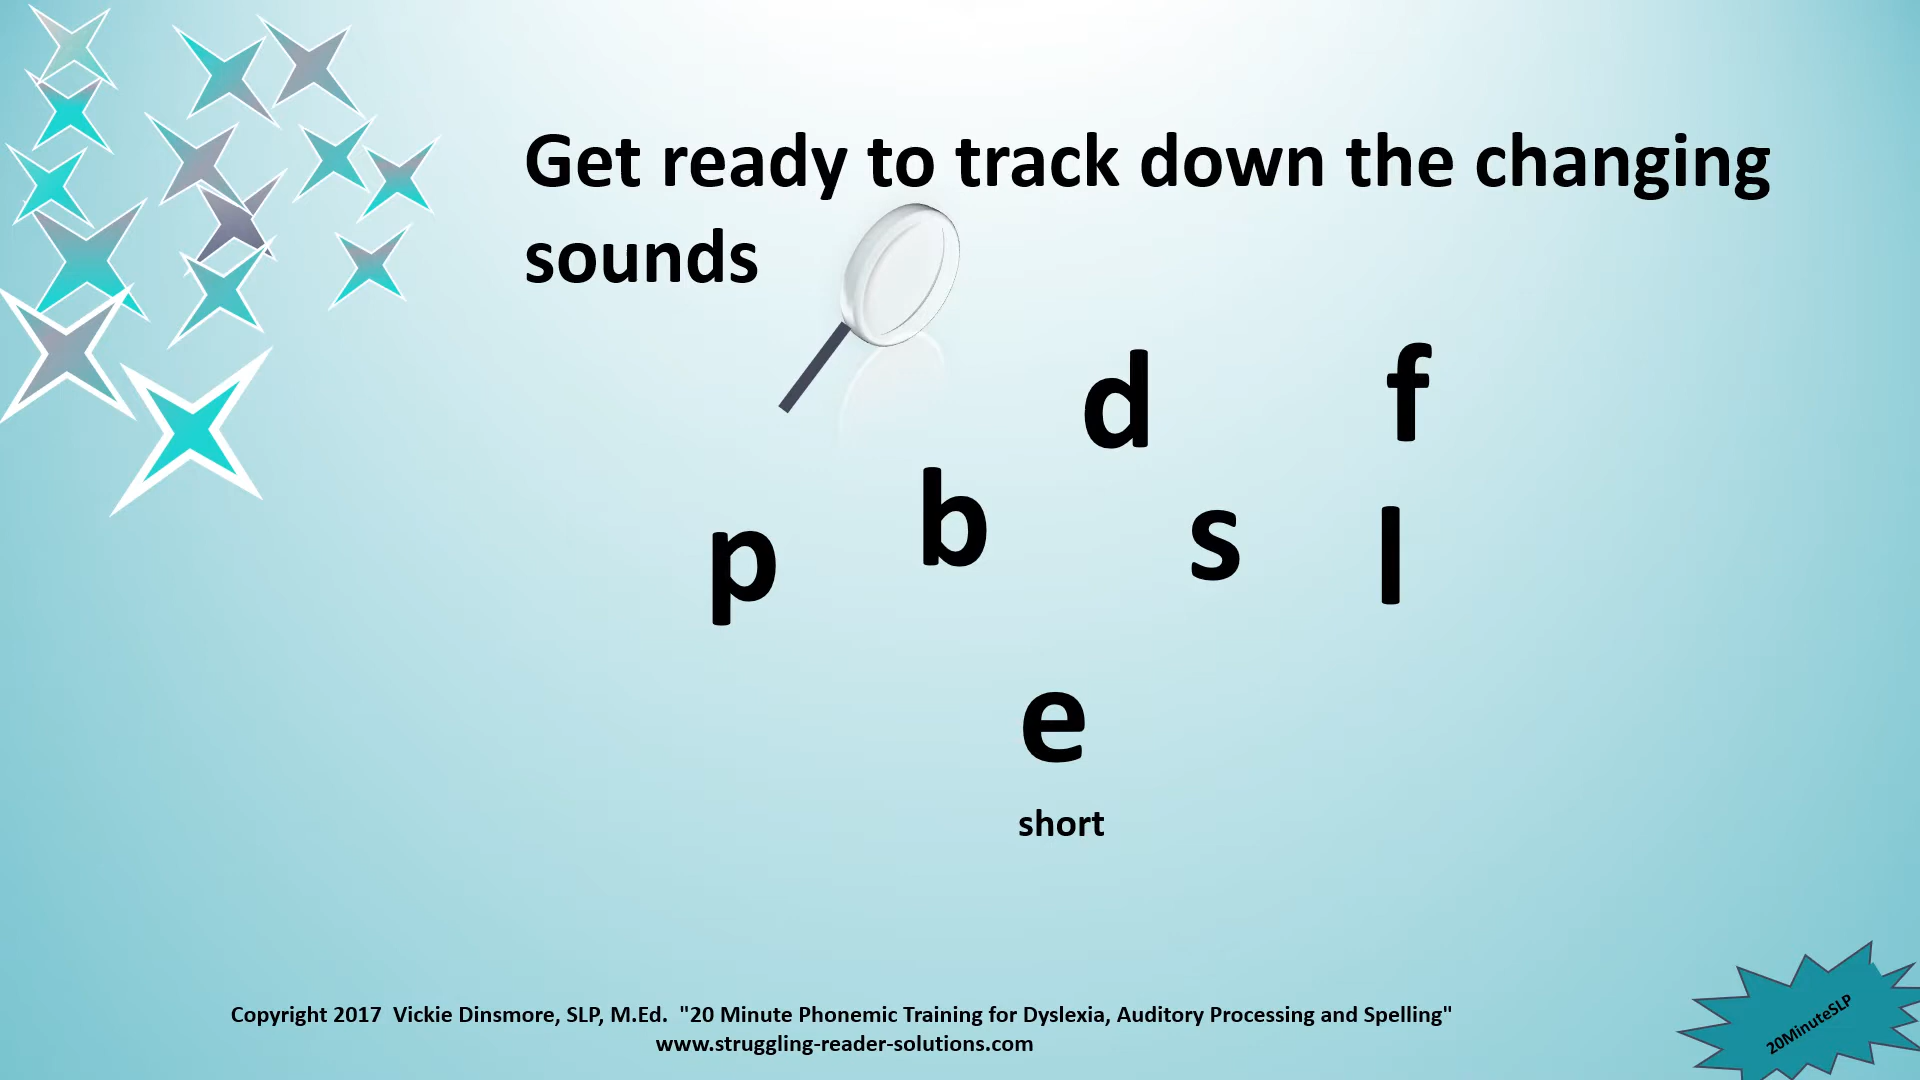 Get ready to track down the changing
sounds
d f
p b s l
e
short
Copyright 2017  Vickie Dinsmore, SLP, M.Ed.  "20 Minute Phonemic Training for Dyslexia, Auditory Processing and Spelling"
www.struggling-reader-solutions.com
20MinuteSLP